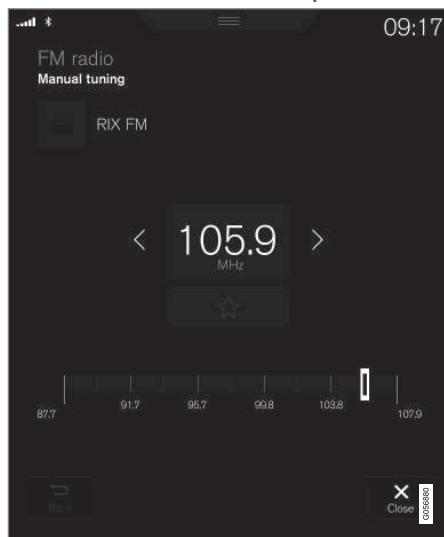 09:17
FM radio
Manual tuning
RIX FM
< 105.9 >
MHz
87.7 91.7 95.7 99.8 103.8 107.9
Close
G056880